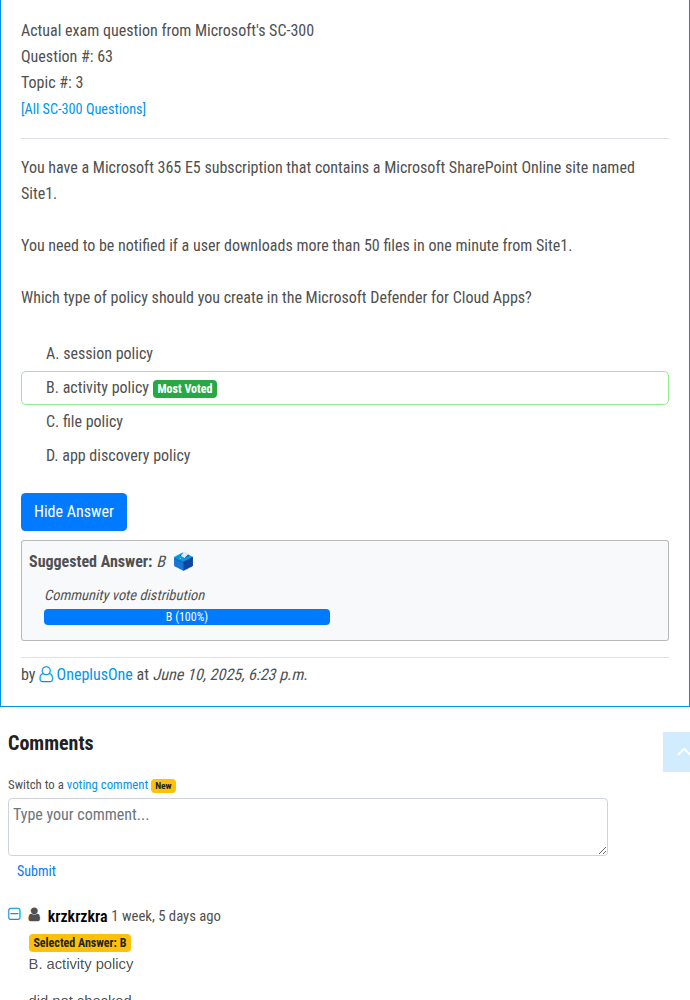 Actual exam question from Microsoft's SC-300
Question #: 63
Topic #: 3
[All SC-300 Questions]
You have a Microsoft 365 E5 subscription that contains a Microsoft SharePoint Online site named
Site1.
You need to be notified if a user downloads more than 50 files in one minute from Site1.
Which type of policy should you create in the Microsoft Defender for Cloud Apps?
A. session policy
B. activity policy Most Voted
C. file policy
D. app discovery policy
Hide Answer
Suggested Answer: B
Community vote distribution
B (100%)
by OneplusOne at June 10, 2025, 6:23 p.m.
Comments
Switch to a voting comment New
Type your comment...
Submit
krzkrzkra 1 week, 5 days ago
Selected Answer: B
B. activity policy
did not checked